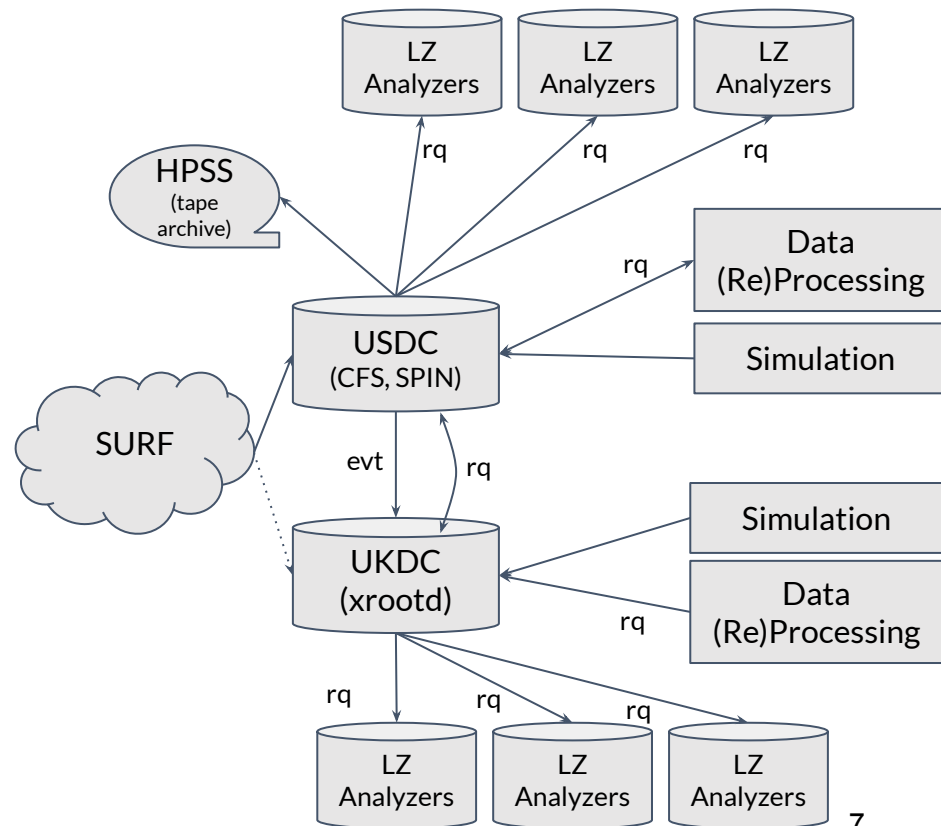 LZ
Analyzers
LZ
Analyzers
LZ
Analyzers
rq
rq
rq
HPSS
(tape
archive)
Data
(Re)Processing
rq
USDC
(CFS, SPIN)
Simulation
SURF
evt
rq
Simulation
UKDC
(xrootd)
Data
(Re)Processing
rq
rq
rq
rq
LZ
Analyzers
LZ
Analyzers
LZ
Analyzers
7